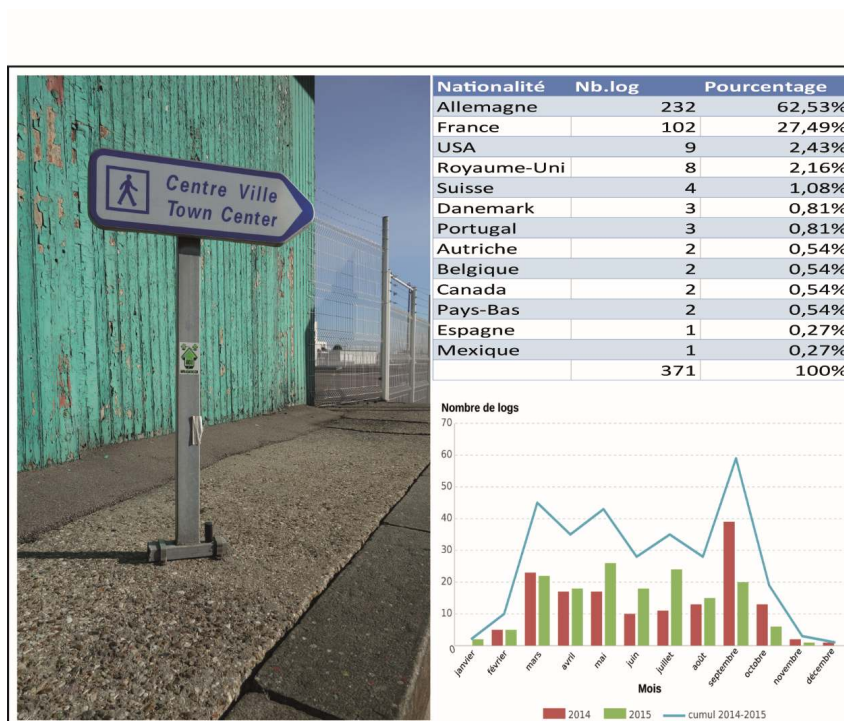 Centre Ville
Town Center
Nationalité Nb.log Pourcentage
Allemagne 232 62,53%
France 102 27,49%
USA 9 2,43%
Royaume-Uni 8 2,16%
Suisse 4 1,08%
Danemark 3 0,81%
Portugal 3 0,81%
Autriche 2 0,54%
Belgique 2 0,54%
Canada 2 0,54%
Pays-Bas 2 0,54%
Espagne 1 0,27%
Mexique 1 0,27%
371 100%
Nombre de logs
70
60
50
40
30
20
10
0
janvier février mars avril mai juin juillet août septembre octobre novembre décembre
Mois
2014 2015 cumul 2014-2015